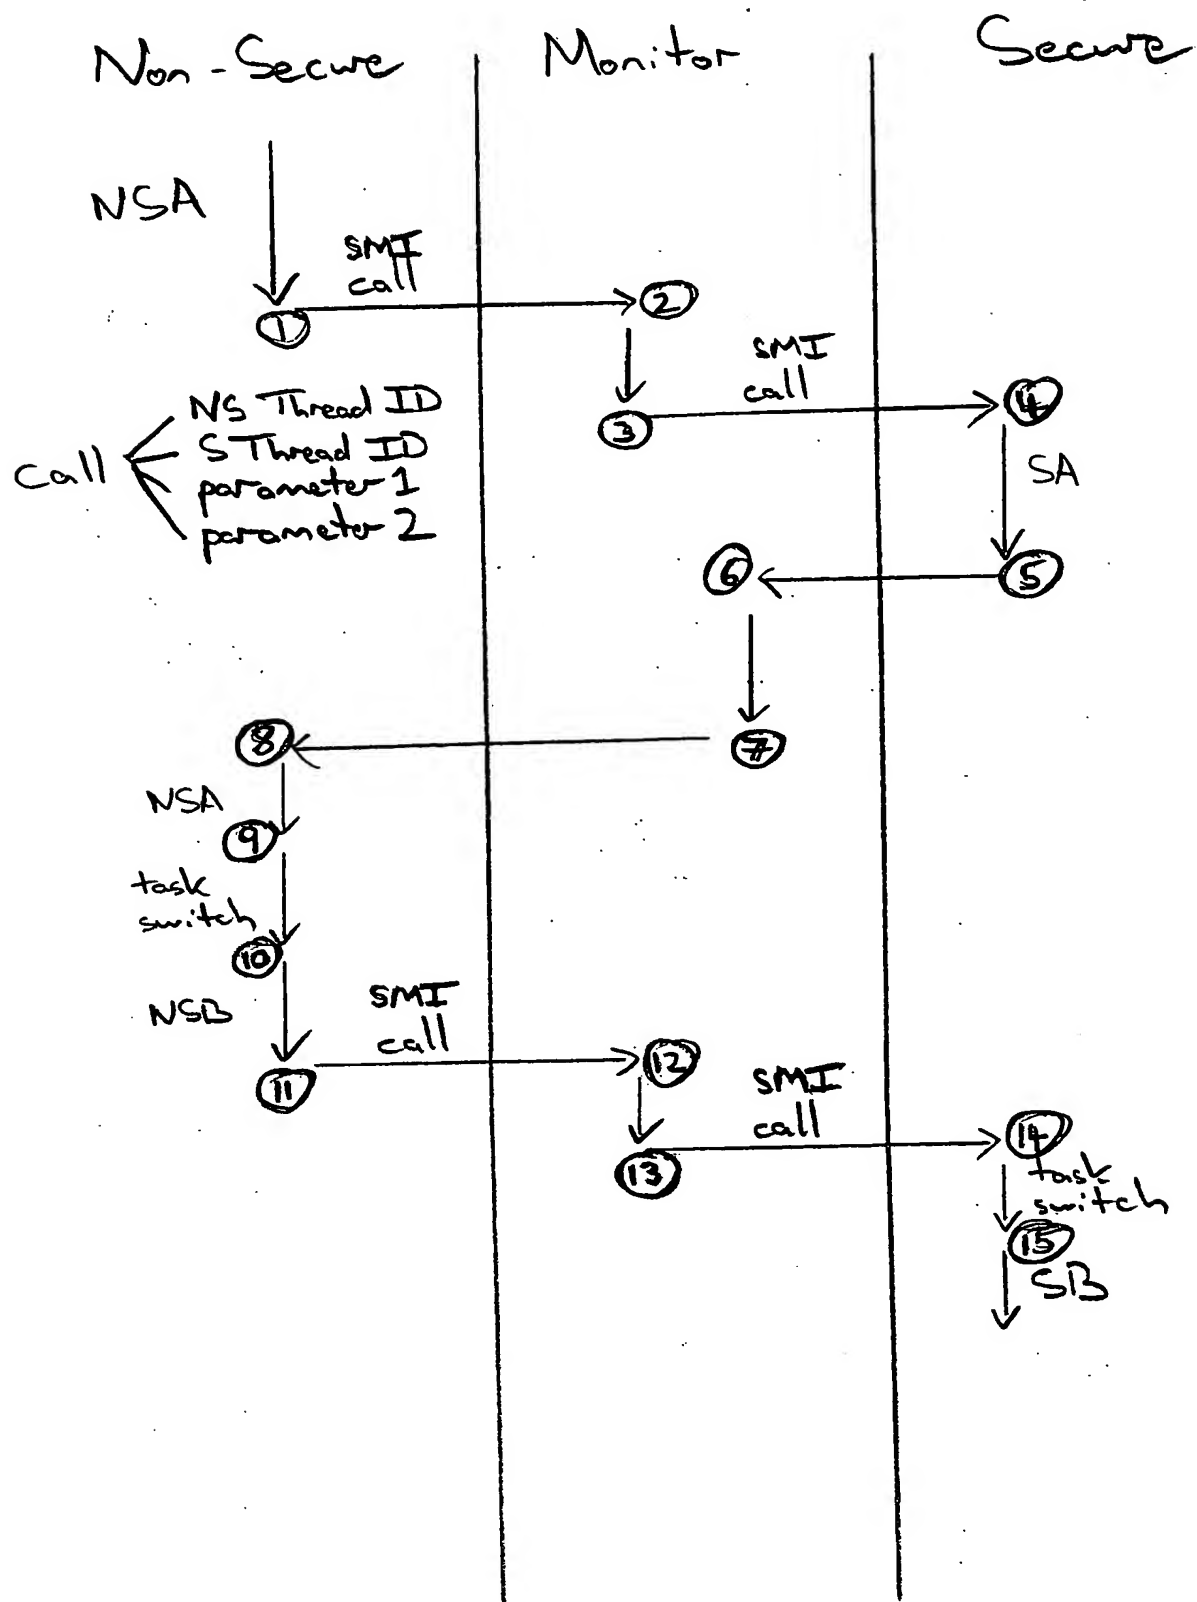 Non-Secure
Monitor
Secure
NSA
SMI
call
1
2
SMI
call
3
4
call
NS Thread ID
S Thread ID
parameter 1
parameter 2
SA
6
5
8
7
NSA
9
task
switch
10
NSB
SMI
call
11
12
SMI
call
13
14
task
switch
15
SB